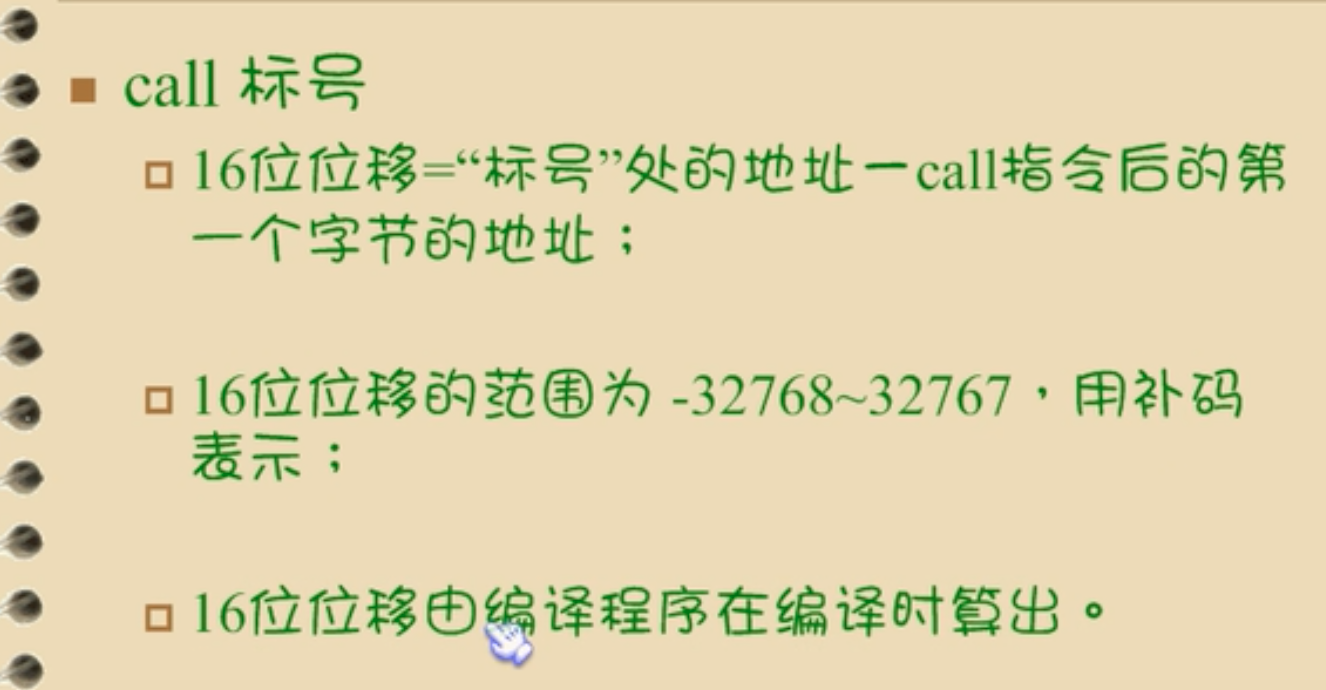 call 标号
16位位移=“标号”处的地址－call指令后的第
一个字节的地址；
16位位移的范围为 -32768~32767，用补码
表示；
16位位移由编译程序在编译时算出。